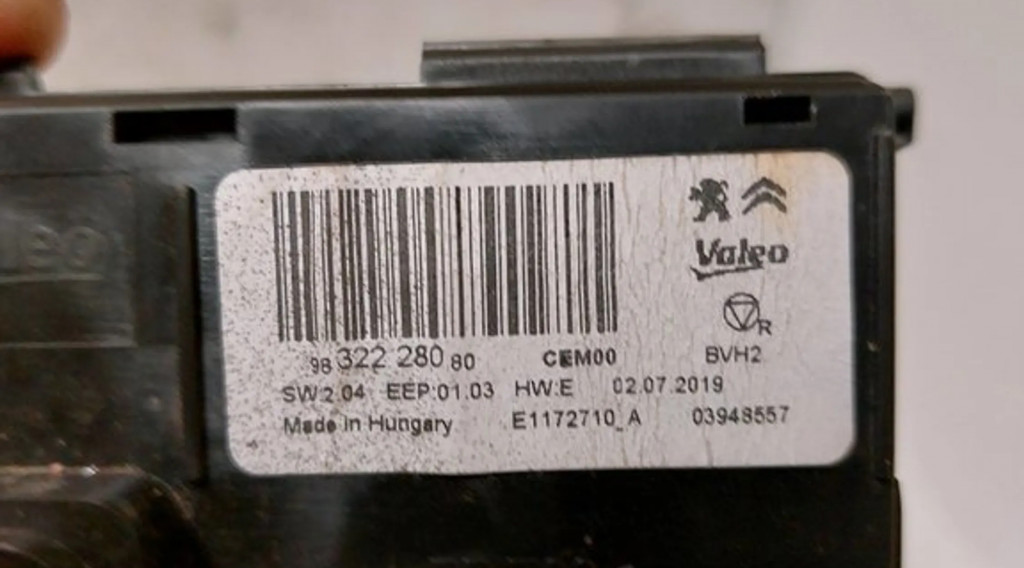 Valeo
R
98 322 280 80 CEM00 BVH2
SW:2.04 EEP:01.03 HW:E 02.07.2019
Made in Hungary E1172710_A 03948557